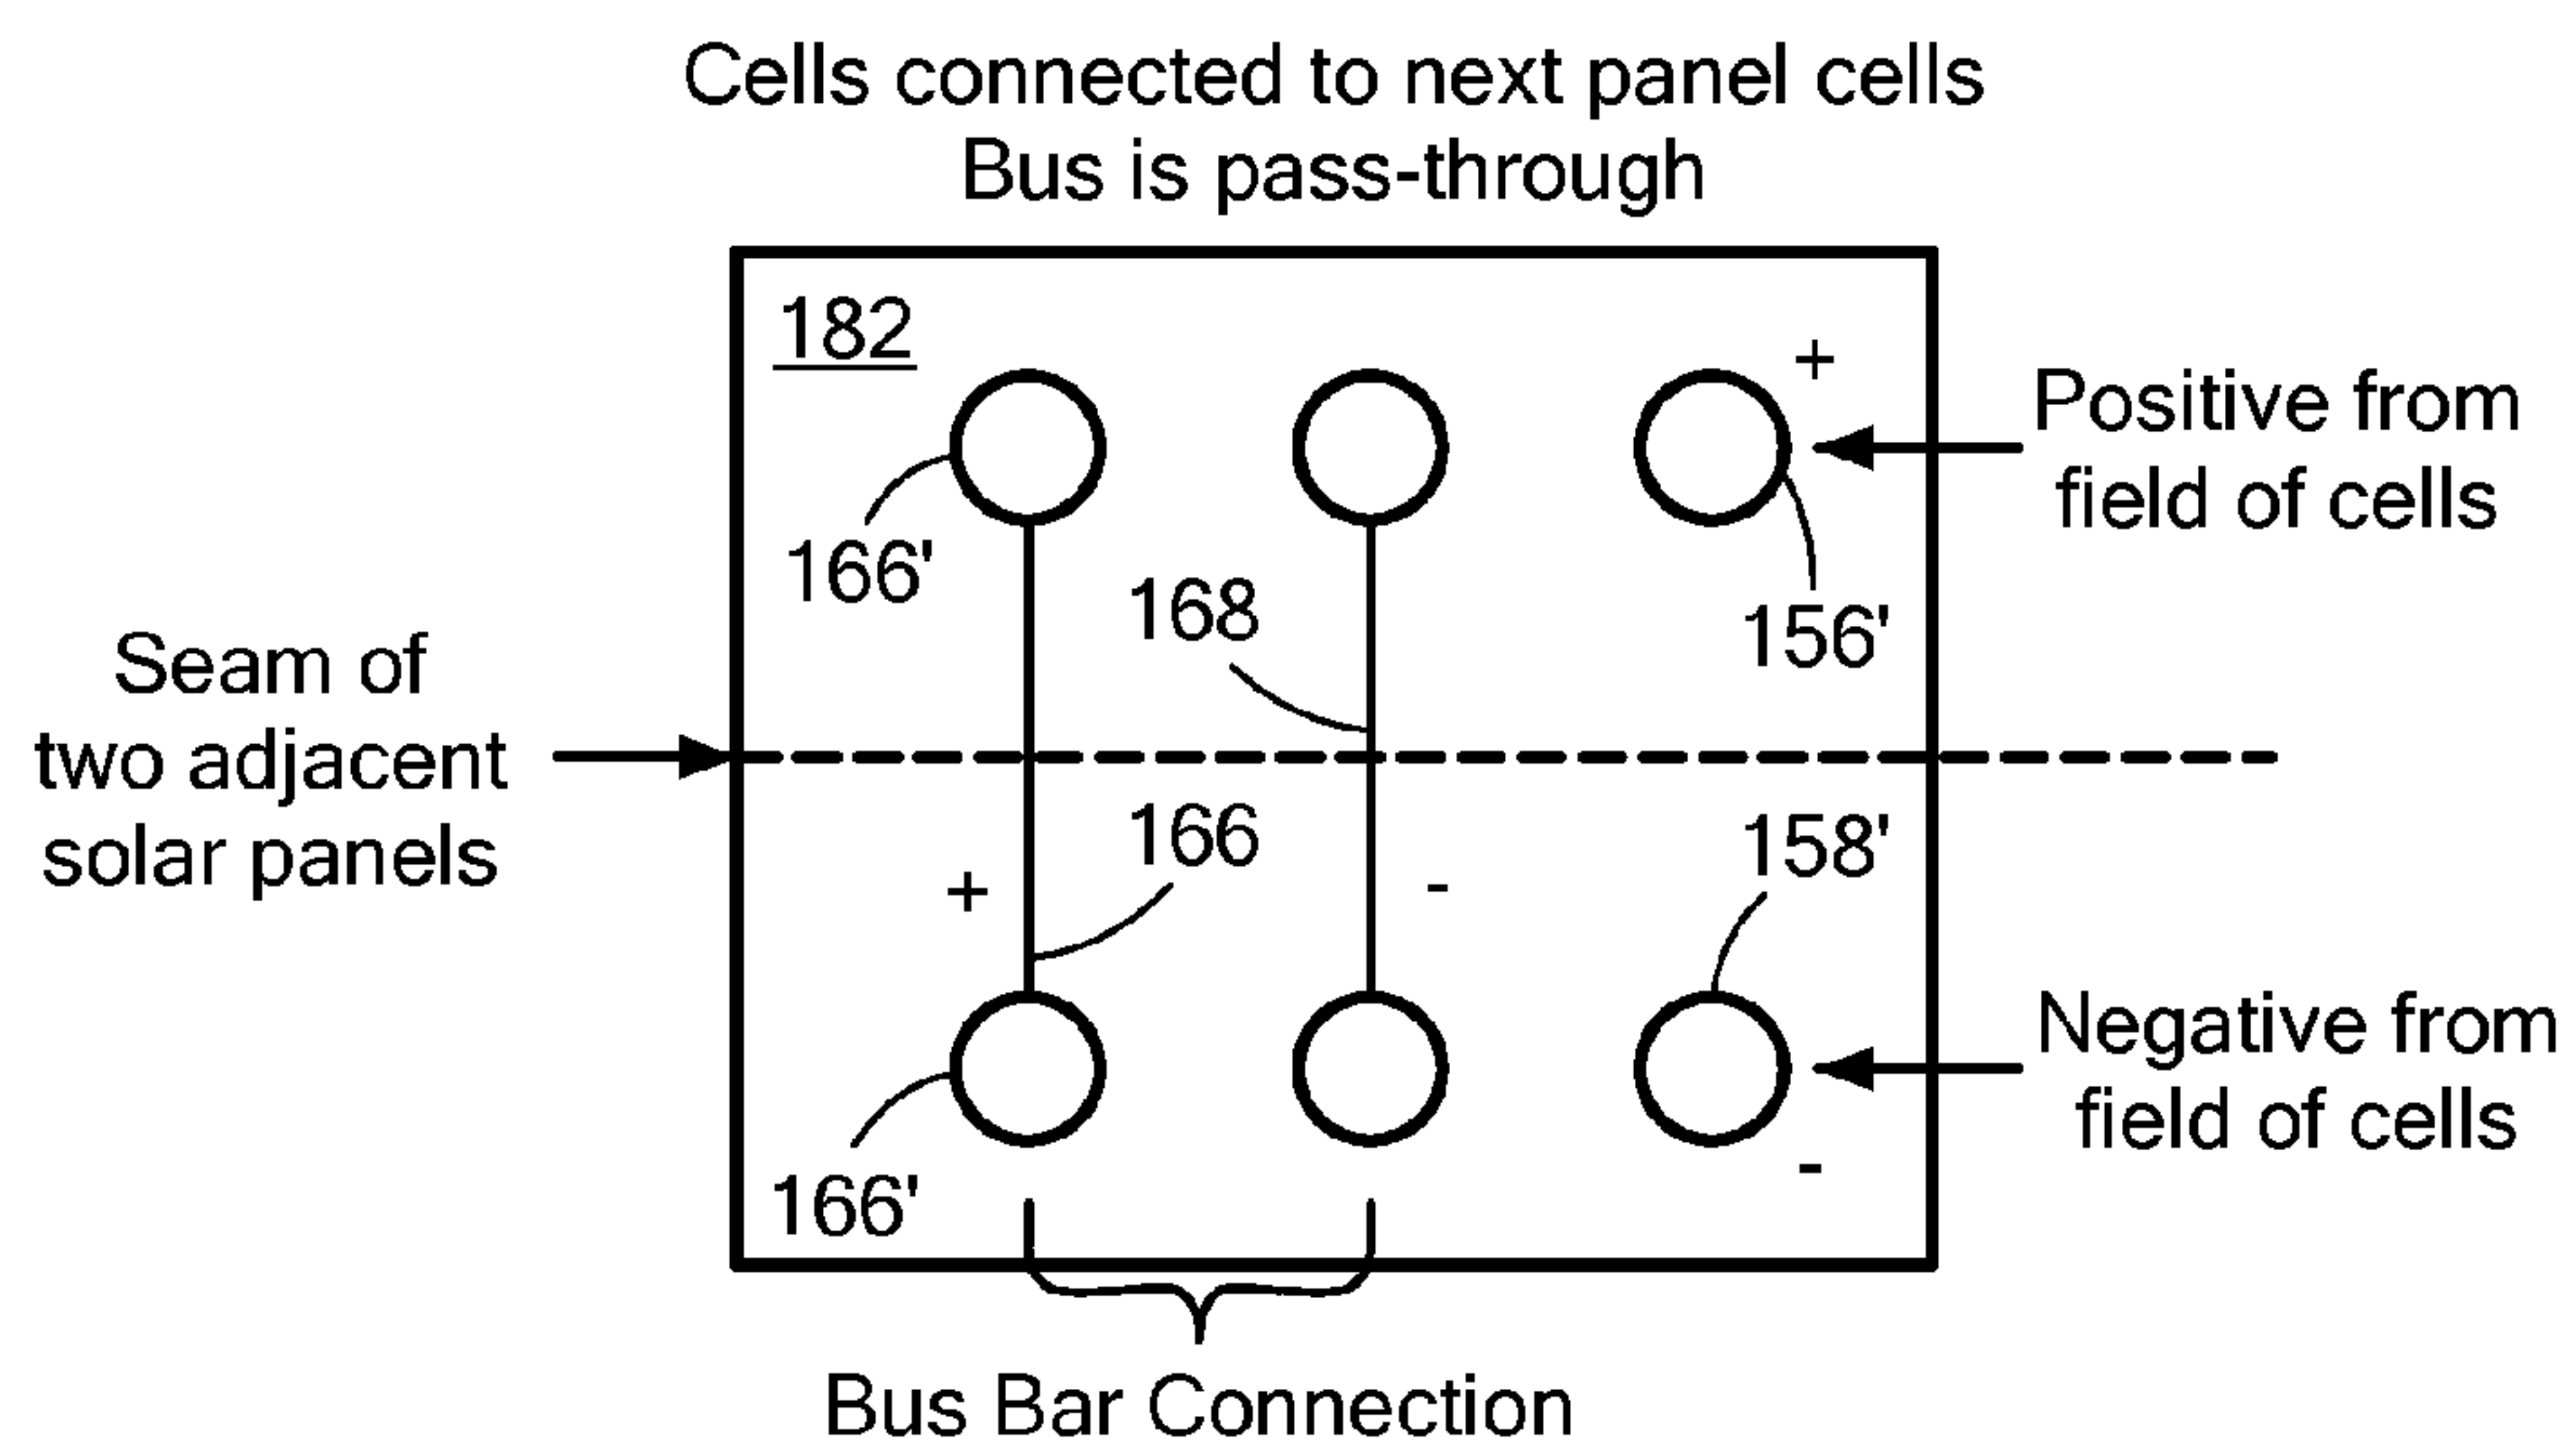 Cells connected to next panel cells
Bus is pass-through
182
+
Positive from
field of cells
166'
168
156'
Seam of
two adjacent
solar panels
166
158'
+
-
Negative from
field of cells
166'
-
Bus Bar Connection